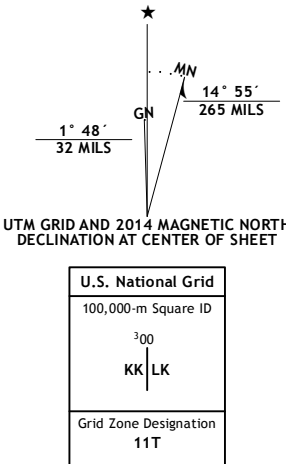 ★
MN
GN
14° 55´
265 MILS
1° 48´
32 MILS
UTM GRID AND 2014 MAGNETIC NORTH
DECLINATION AT CENTER OF SHEET
U.S. National Grid
100,000-m Square ID
³00
KK LK
Grid Zone Designation
11T